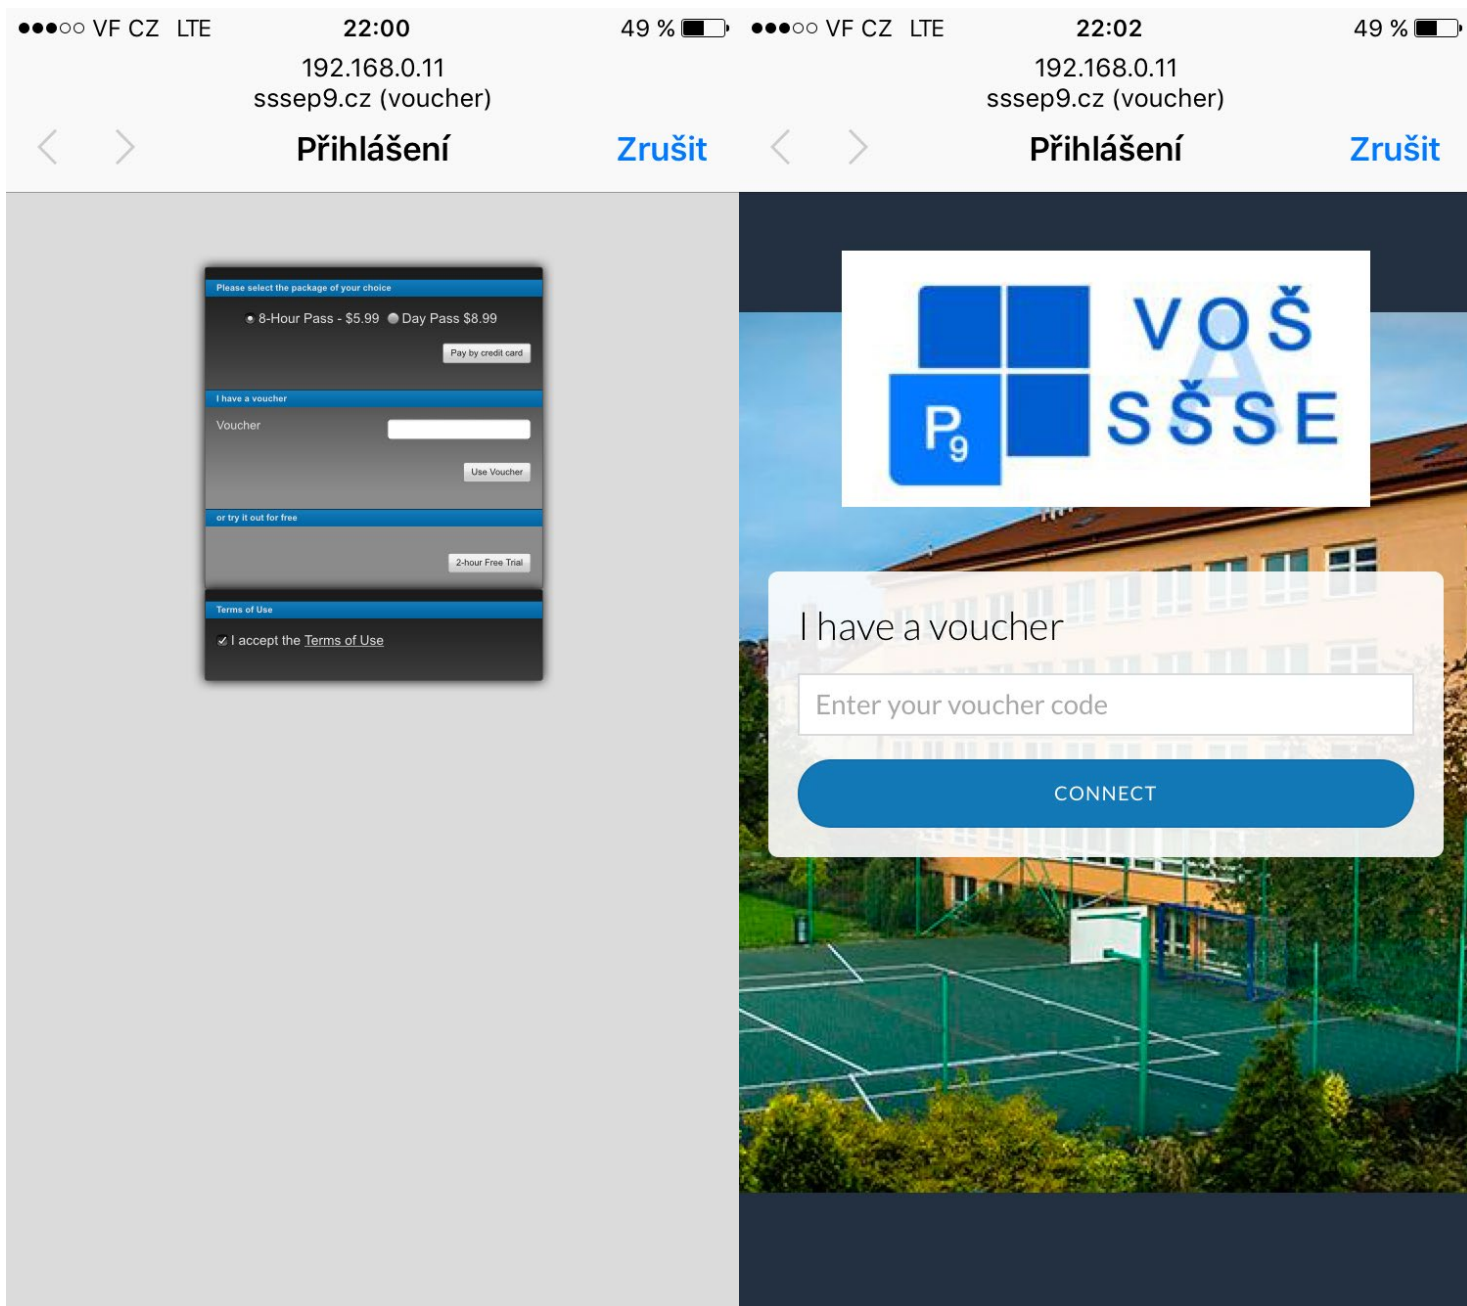 VF CZ LTE
22:00
49 %
192.168.0.11
sssep9.cz (voucher)
Přihlášení
Zrušit
Please select the package of your choice
8-Hour Pass - $5.99 Day Pass $8.99
Pay by credit card
I have a voucher
Voucher
Use Voucher
or try it out for free
2-hour Free Trial
Terms of Use
I accept the Terms of Use
VF CZ LTE
22:02
49 %
192.168.0.11
sssep9.cz (voucher)
Přihlášení
Zrušit
VOŠ
A
SŠSE
P9
I have a voucher
Enter your voucher code
CONNECT